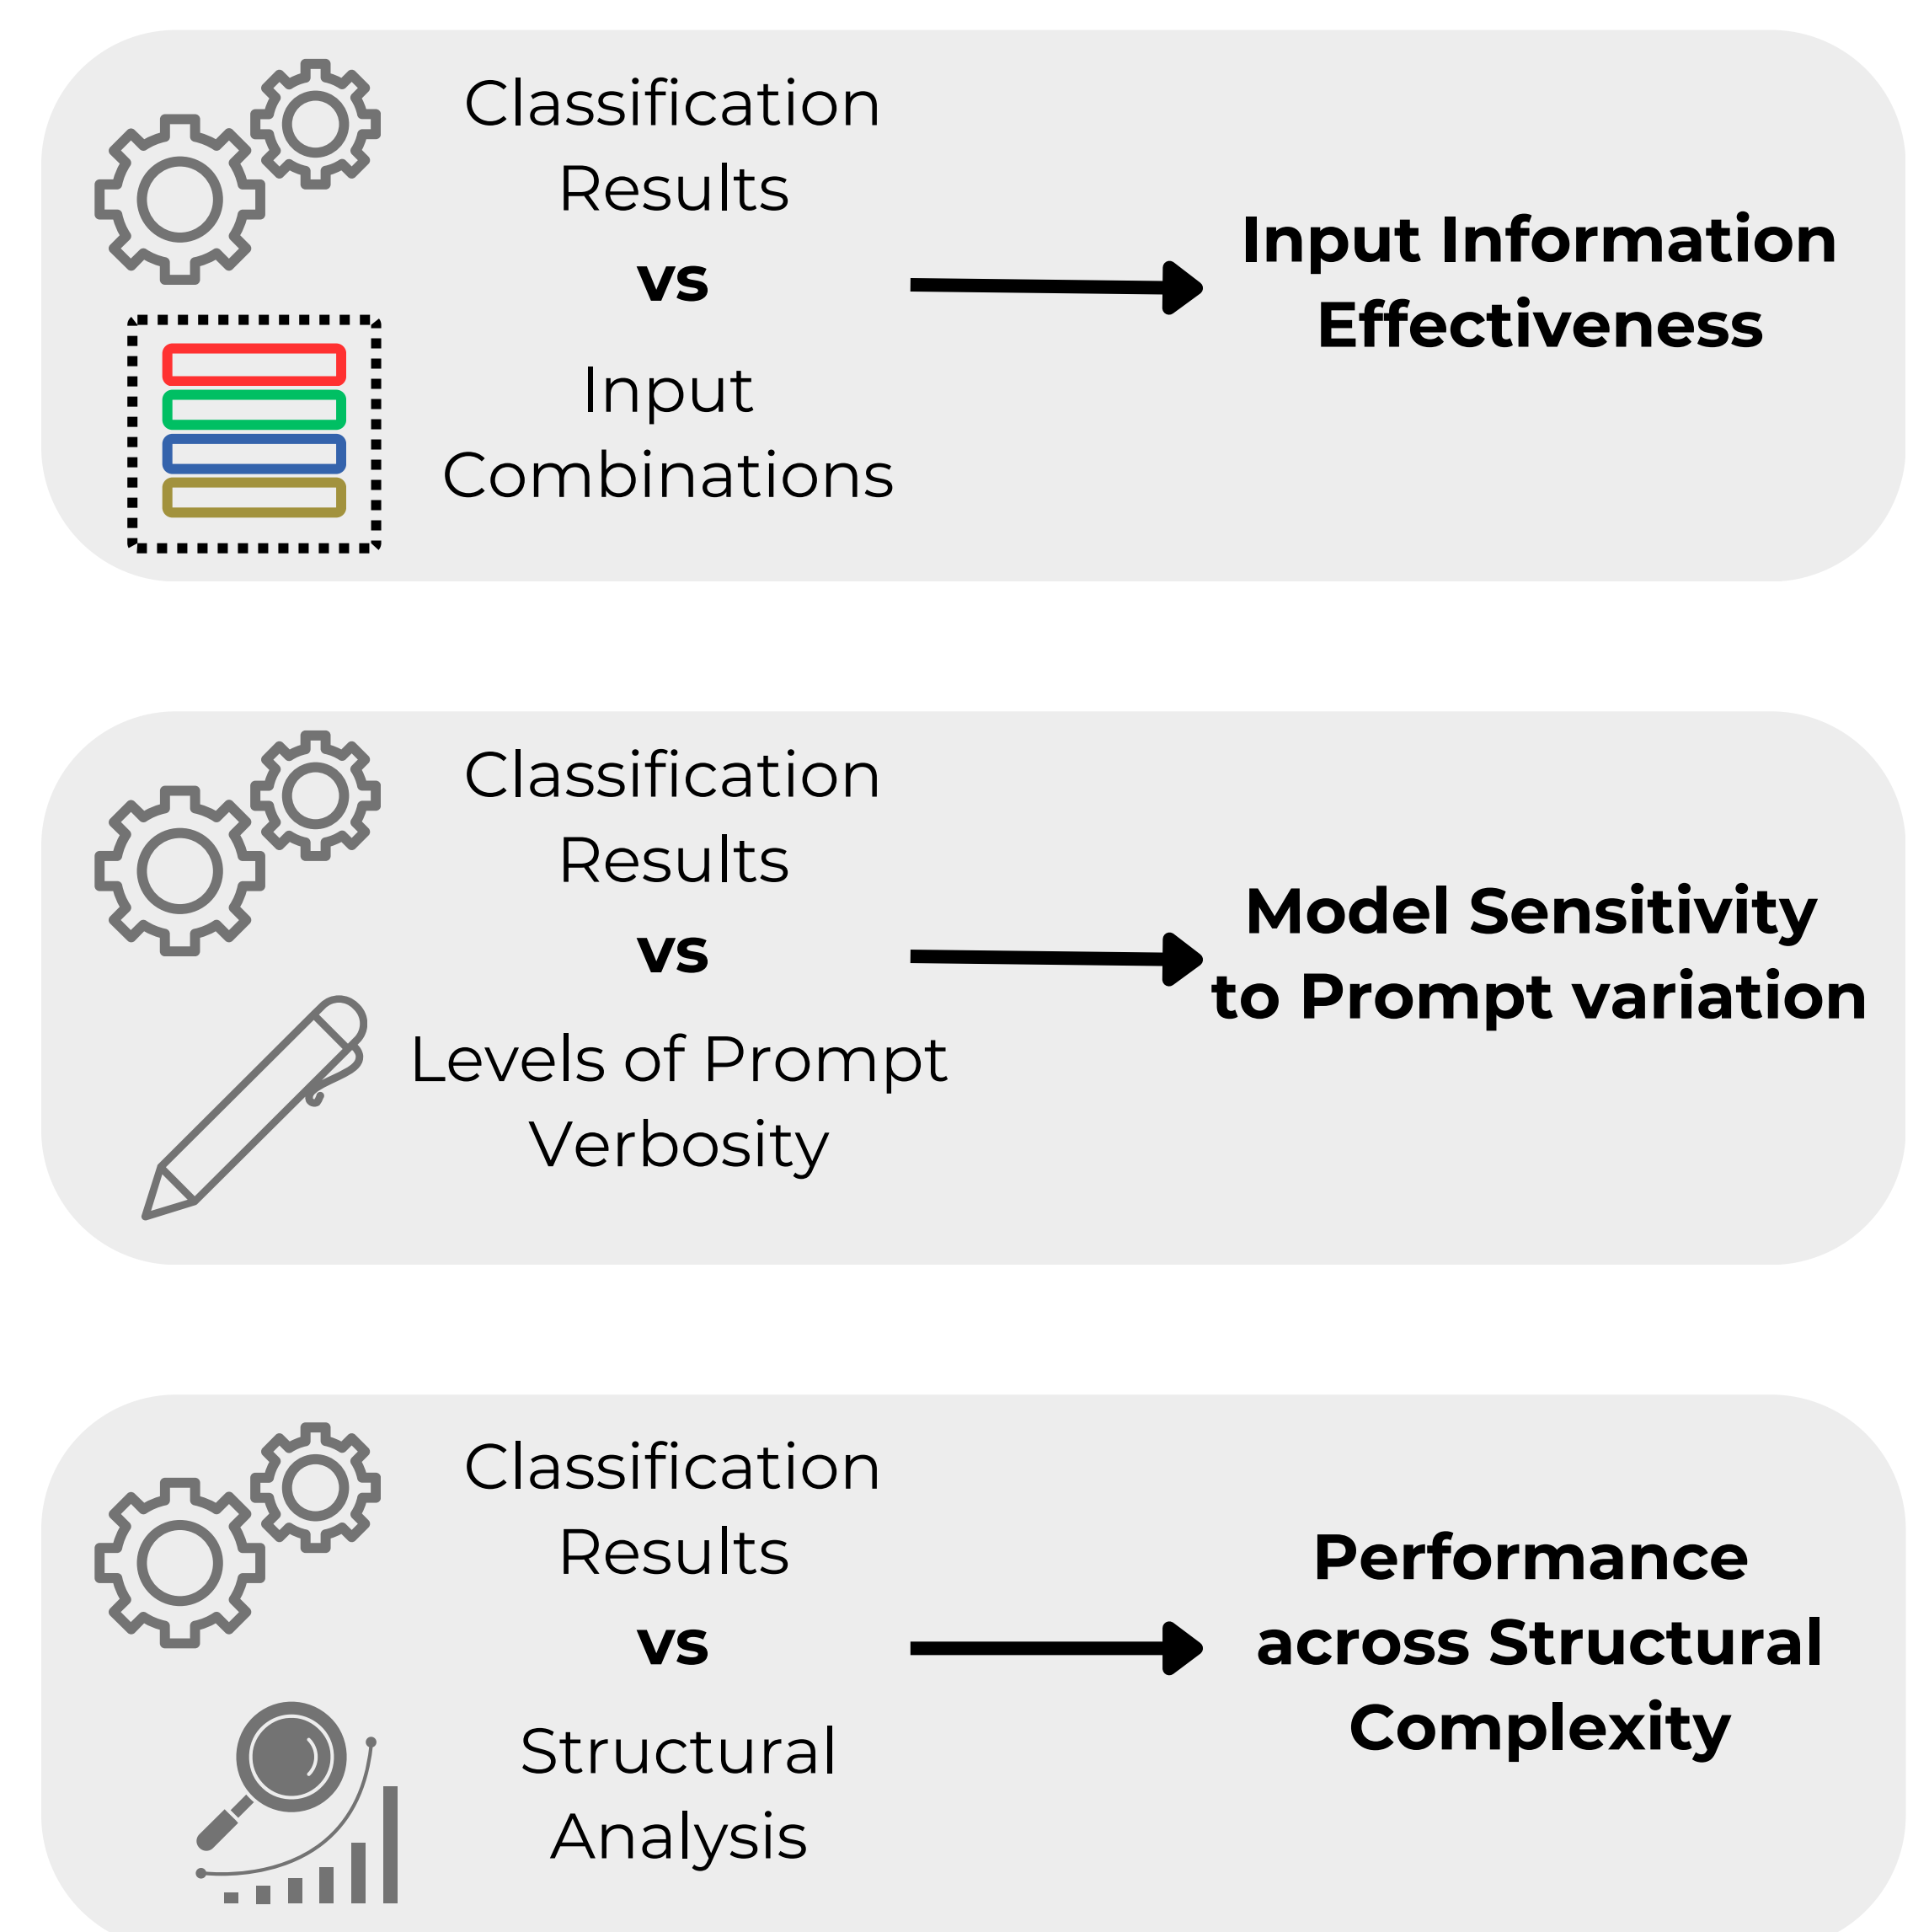 Classification
Results
vs
Input
Combinations
Input Information
Effectiveness
Classification
Results
vs
Levels of Prompt
Verbosity
Model Sensitivity
to Prompt variation
Classification
Results
vs
Structural
Analysis
Performance
across Structural
Complexity